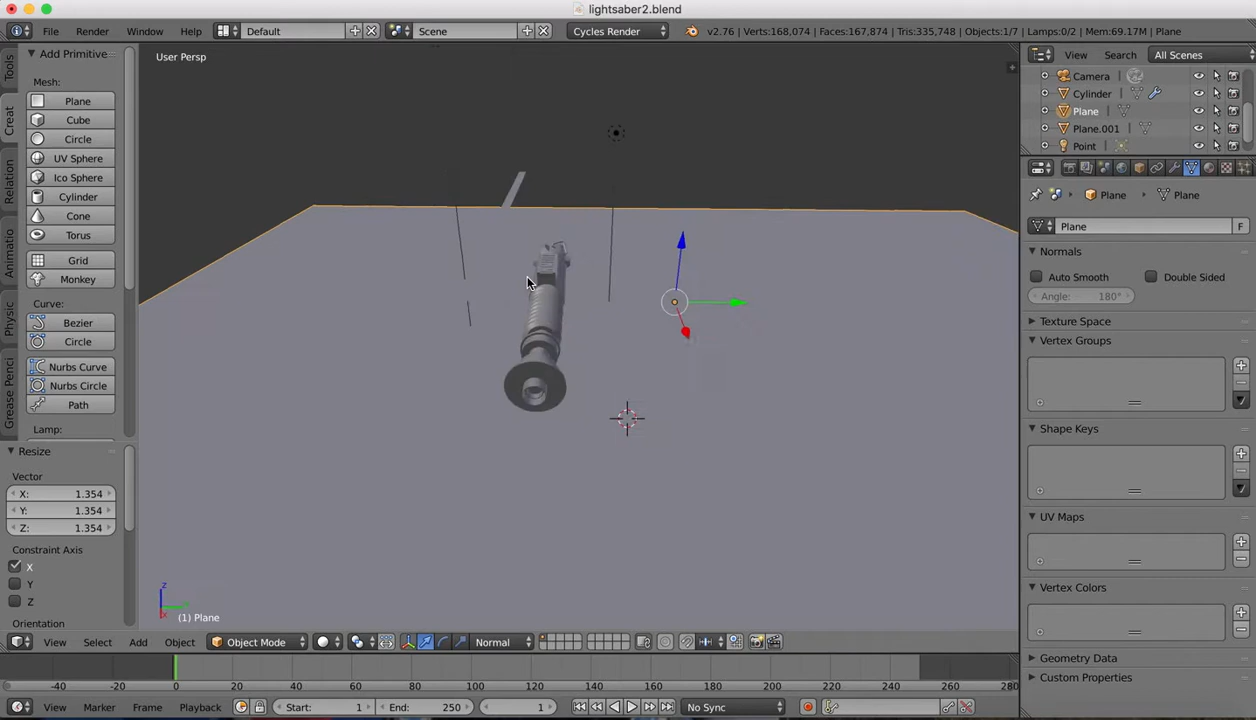 lightsaber2.blend
File Render Window Help Default Scene Cycles Render v2.76 | Verts:168,074 | Faces:167,874 | Tris:335,748 | Objects:1/7 | Lamps:0/2 | Mem:69.17M | Plane
Tools
Creat
Relation
Animatio
Physic
Grease Penci
Add Primitive
Mesh:
Plane
Cube
Circle
UV Sphere
Ico Sphere
Cylinder
Cone
Torus
Grid
Monkey
Curve:
Bezier
Circle
Nurbs Curve
Nurbs Circle
Path
Lamp:
Resize
Vector
X: 1.354
Y: 1.354
Z: 1.354
Constraint Axis
X
Y
Z
Orientation
User Persp
z
(1) Plane
View Select Add Object Object Mode Normal
-40 -20 0 20 40 60 80 100 120 140 160 180 200 220 240 260 280
View Marker Frame Playback Start: 1 End: 250 1 No Sync
View Search All Scenes
Camera
Cylinder
Plane
Plane.001
Point
Plane Plane
Plane F
Normals
Auto Smooth Double Sided
Angle: 180°
Texture Space
Vertex Groups
Shape Keys
UV Maps
Vertex Colors
Geometry Data
Custom Properties